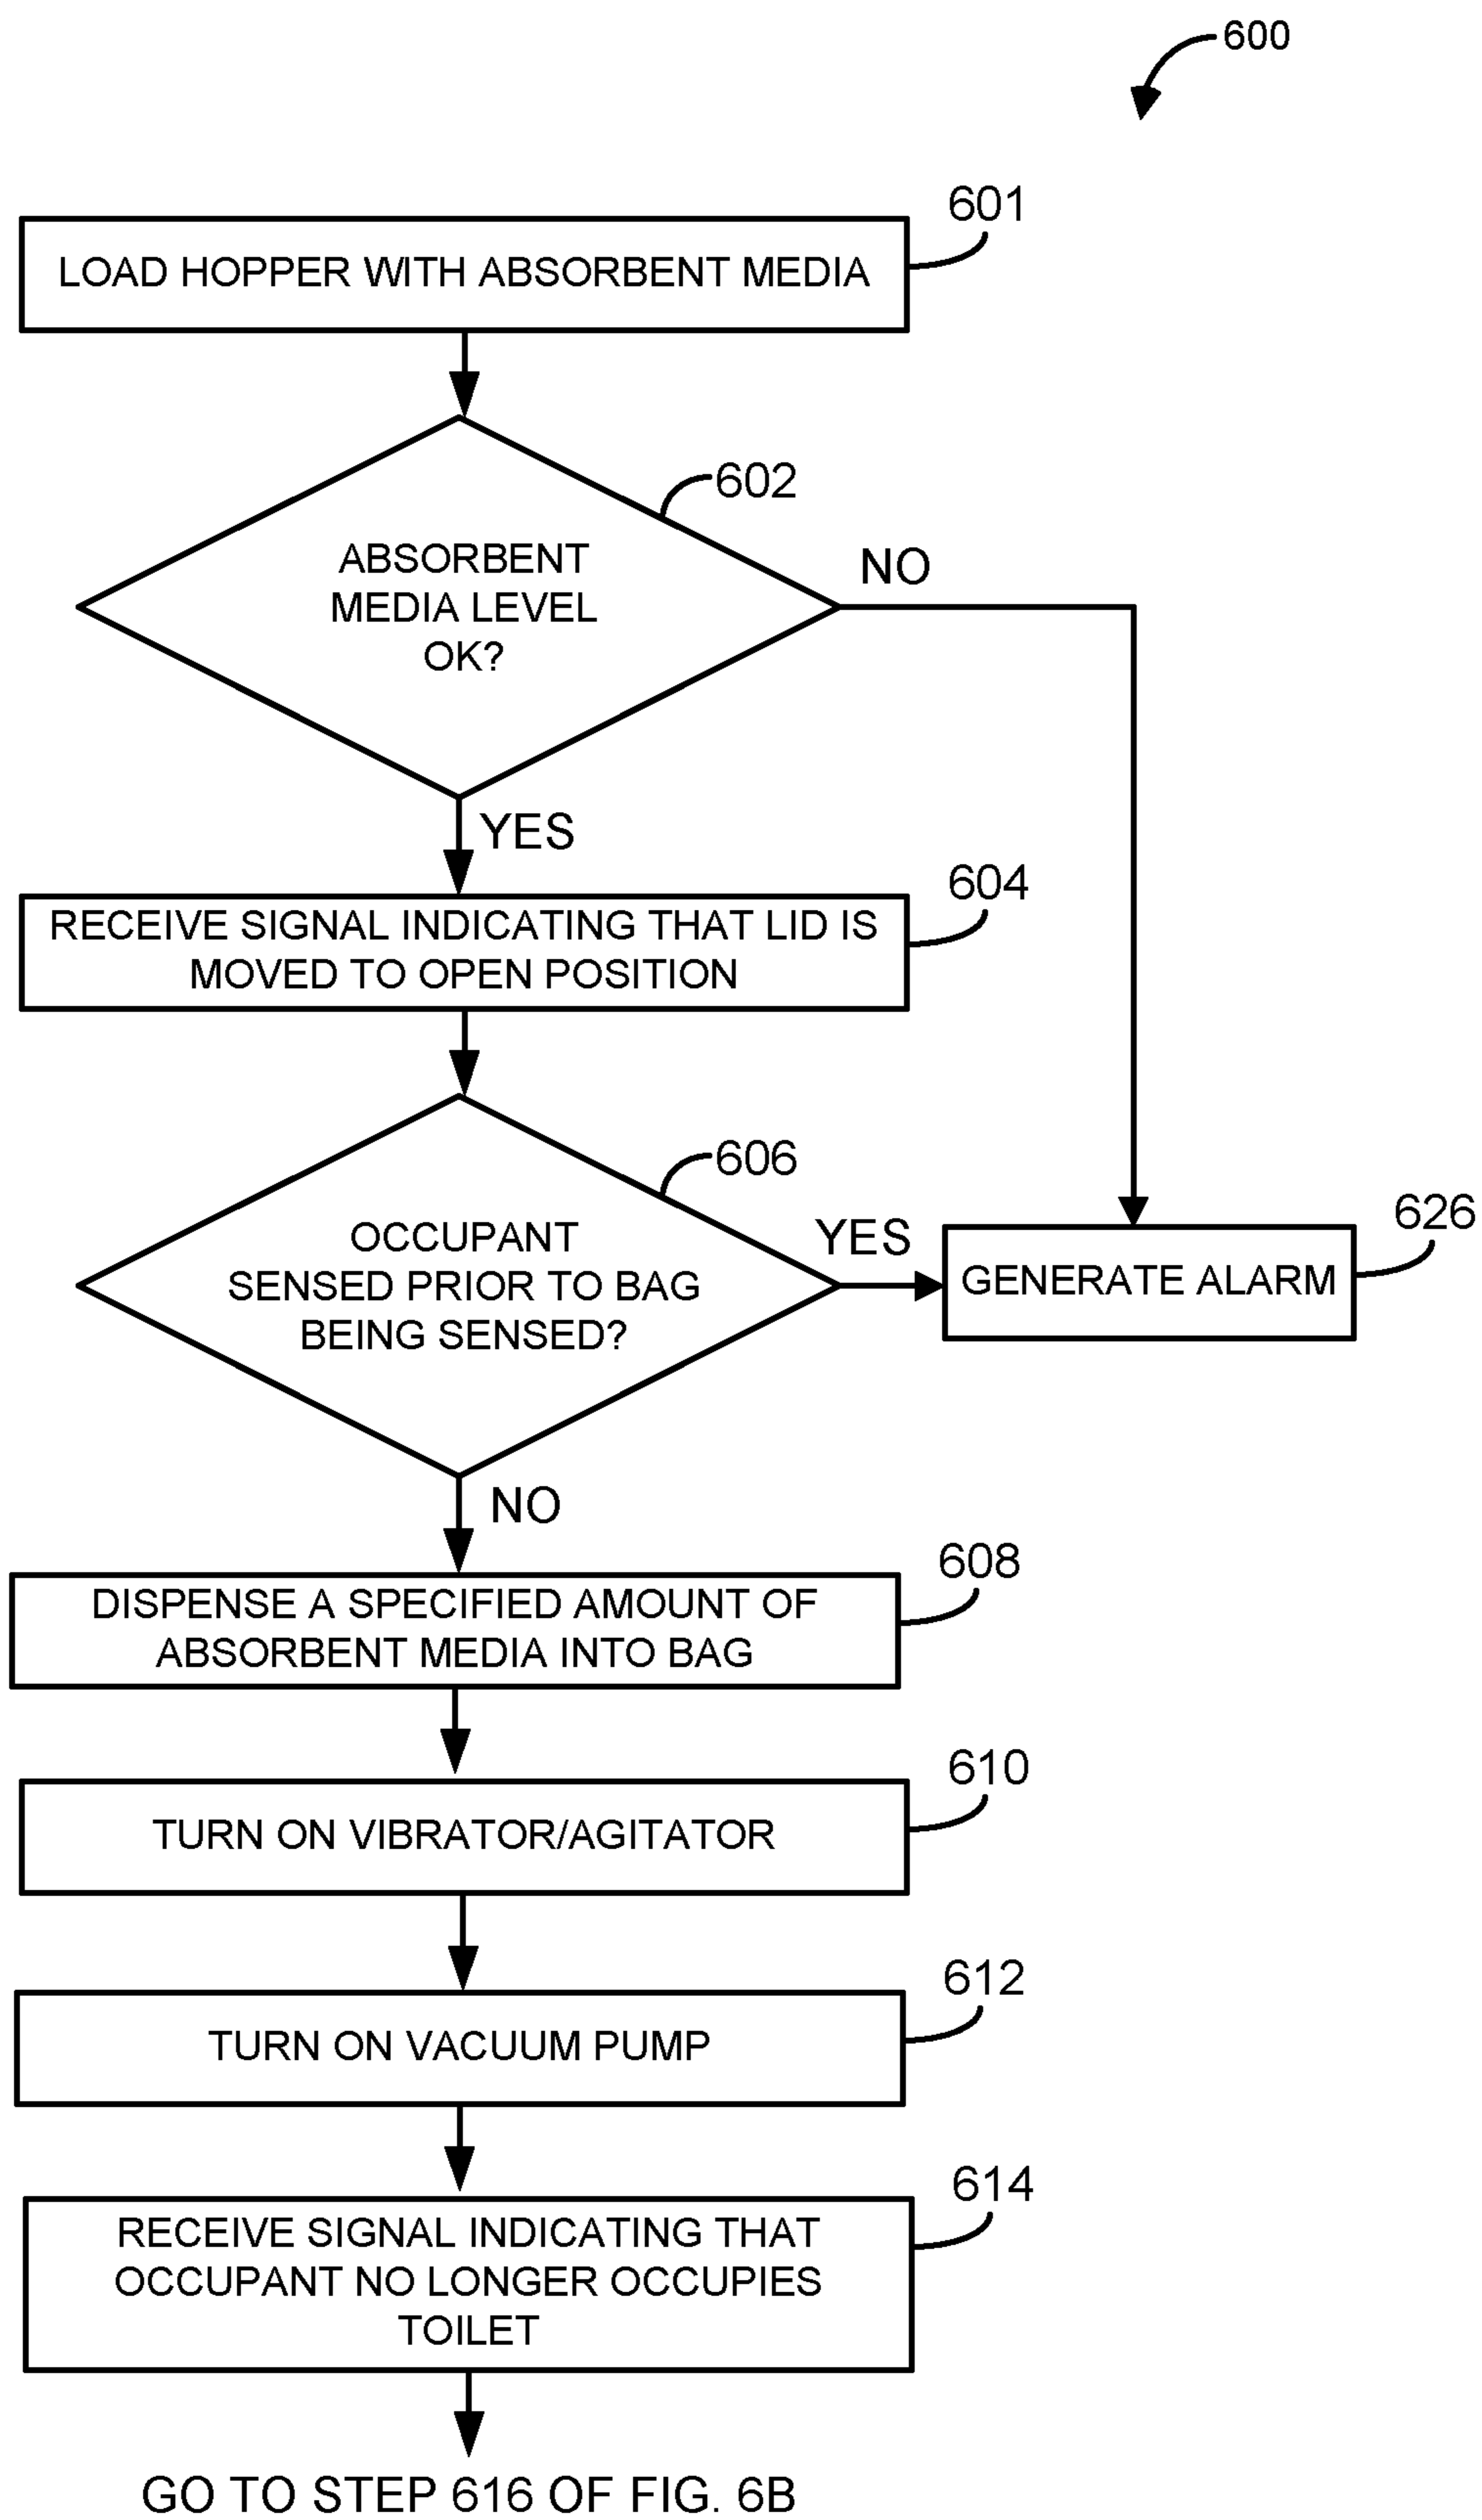 600
601
LOAD HOPPER WITH ABSORBENT MEDIA
602
ABSORBENT
MEDIA LEVEL
OK?
NO
YES
604
RECEIVE SIGNAL INDICATING THAT LID IS
MOVED TO OPEN POSITION
606
OCCUPANT
SENSED PRIOR TO BAG
BEING SENSED?
YES
626
GENERATE ALARM
NO
608
DISPENSE A SPECIFIED AMOUNT OF
ABSORBENT MEDIA INTO BAG
610
TURN ON VIBRATOR/AGITATOR
612
TURN ON VACUUM PUMP
614
RECEIVE SIGNAL INDICATING THAT
OCCUPANT NO LONGER OCCUPIES
TOILET
GO TO STEP 616 OF FIG. 6B